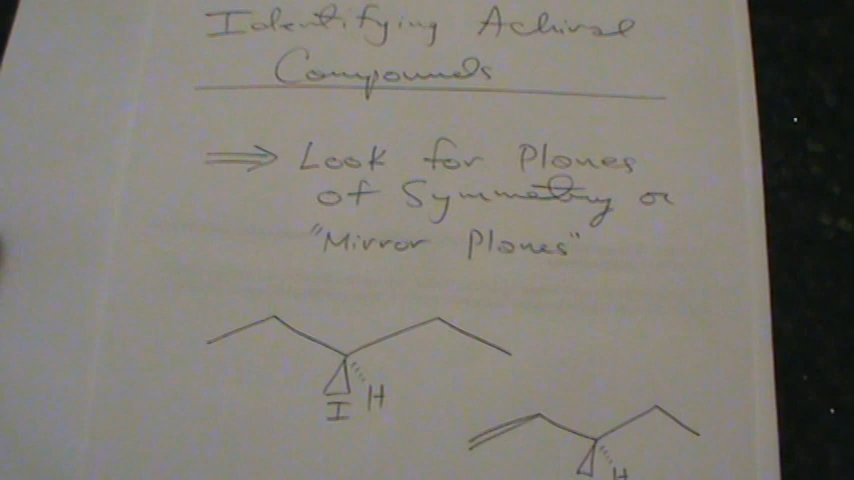 Identifying Achiral
Compounds
⟹ Look for Planes
of Symmetry or
"Mirror Planes"
I H
H